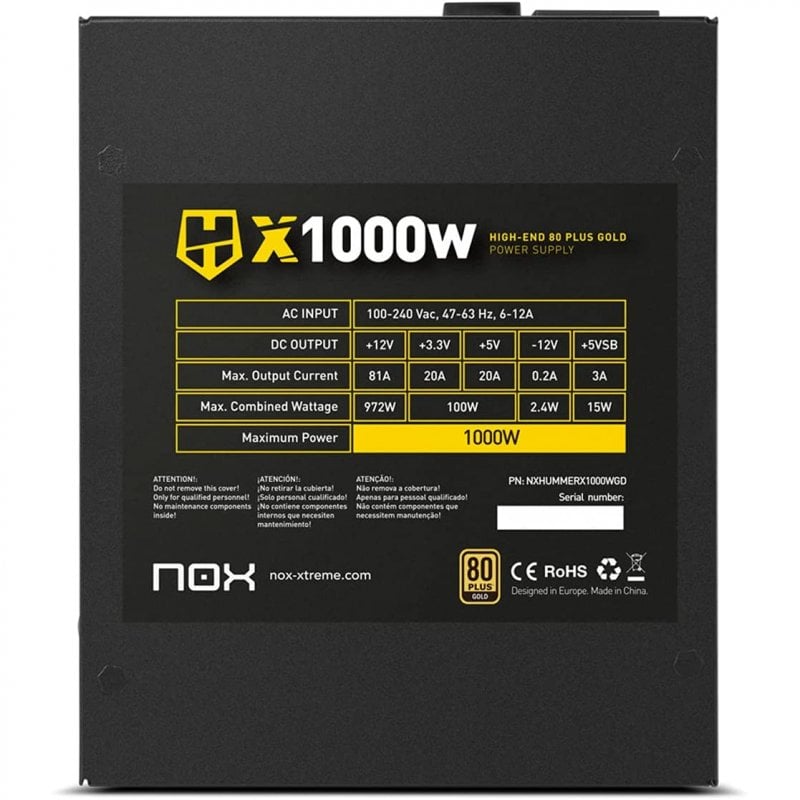 X1000W HIGH-END 80 PLUS GOLD
POWER SUPPLY
AC INPUT 100-240 Vac, 47-63 Hz, 6-12A
DC OUTPUT +12V +3.3V +5V -12V +5VSB
Max. Output Current 81A 20A 20A 0.2A 3A
Max. Combined Wattage 972W 100W 2.4W 15W
Maximum Power 1000W
ATTENTION!:
Do not remove this cover!
Only for qualified personnel!
No maintenance components
inside!
¡ATENCIÓN!:
¡No retirar la cubierta!
¡Solo personal cualificado!
¡No contiene componentes
internos que necesiten
mantenimiento!
ATENÇÃO!:
Não remova a cobertura!
Apenas para pessoal qualificado!
Não contém componentes que
necessitem manutenção!
PN: NXHUMMERX1000WGD
Serial number:
nox nox-xtreme.com
80
PLUS
GOLD
CE RoHS
Designed in Europe. Made in China.